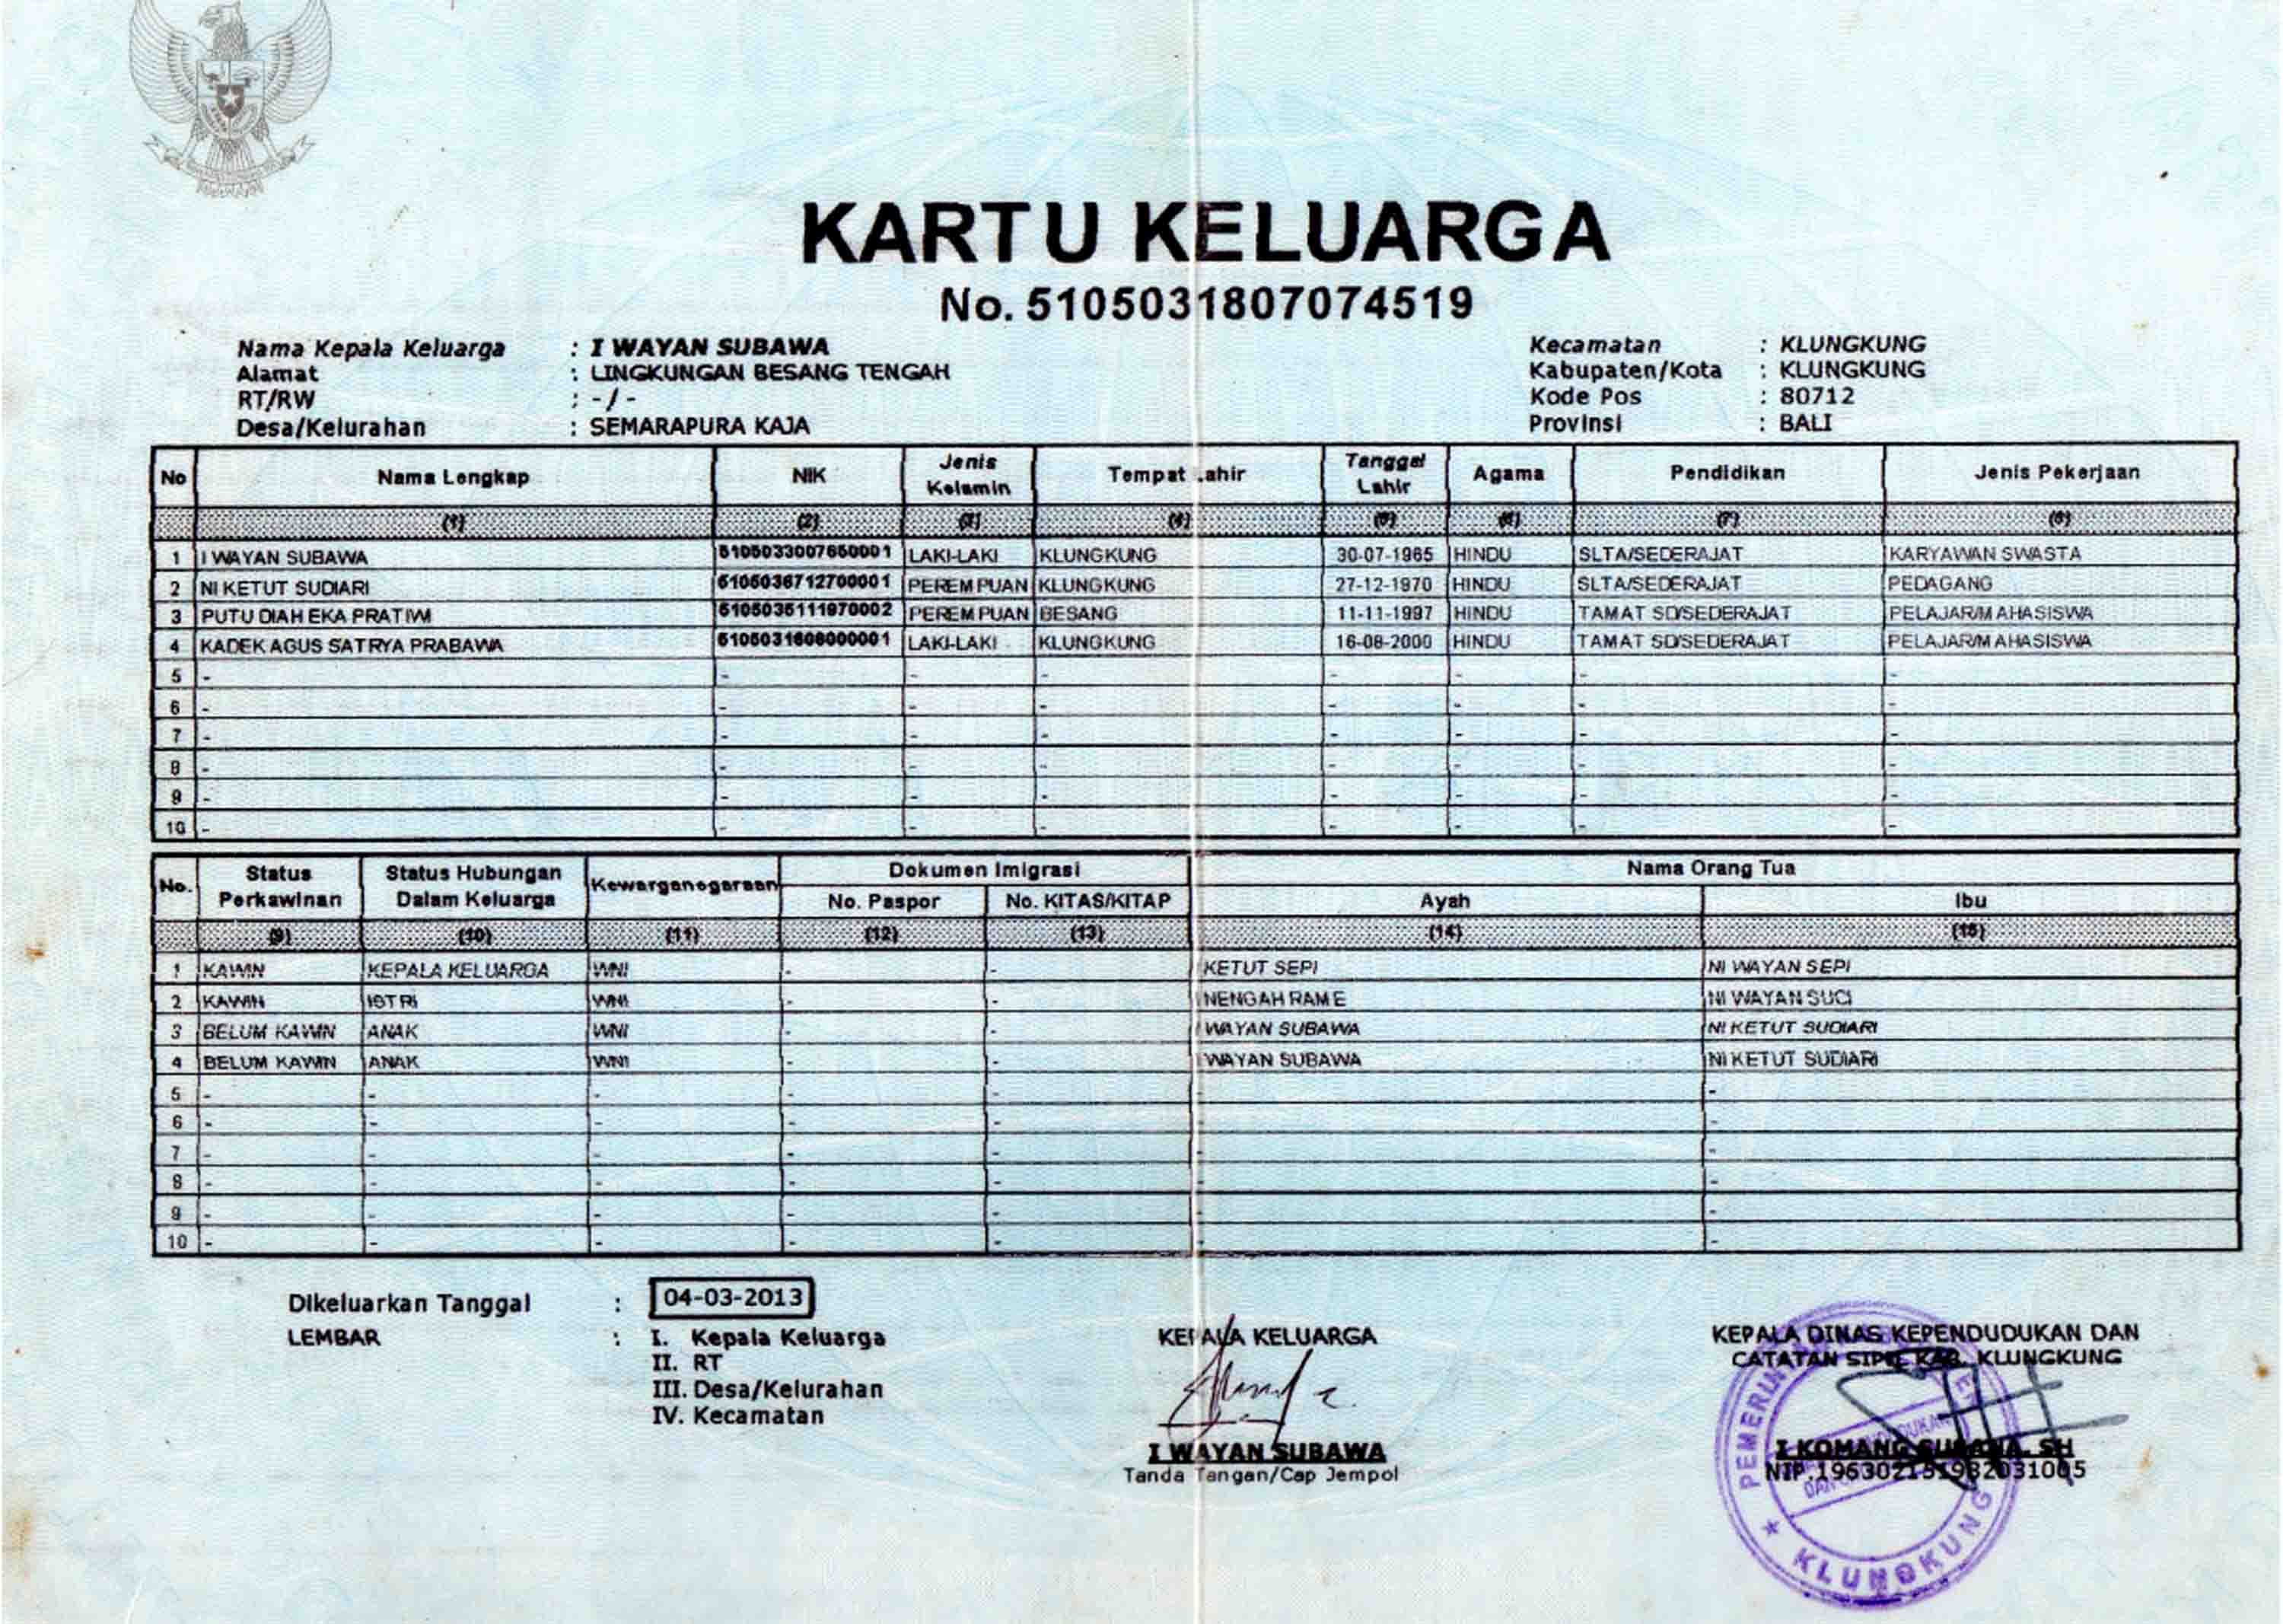 KARTU KELUARGA
No. 5105031807074519
Nama Kepala Keluarga : I WAYAN SUBAWA
Alamat : LINGKUNGAN BESANG TENGAH
RT/RW : - / -
Desa/Kelurahan : SEMARAPURA KAJA
Kecamatan : KLUNGKUNG
Kabupaten/Kota : KLUNGKUNG
Kode Pos : 80712
Provinsi : BALI
No Nama Lengkap NIK Jenis Kelamin Tempat Lahir Tanggal Lahir Agama Pendidikan Jenis Pekerjaan
(1) (2) (3) (4) (5) (6) (7) (8)
1 I WAYAN SUBAWA 5105033007650001 LAKI-LAKI KLUNGKUNG 30-07-1965 HINDU SLTA/SEDERAJAT KARYAWAN SWASTA
2 NI KETUT SUDIARI 5105036712700001 PEREMPUAN KLUNGKUNG 27-12-1970 HINDU SLTA/SEDERAJAT PEDAGANG
3 PUTU DIAH EKA PRATIWI 5105035111970002 PEREMPUAN BESANG 11-11-1997 HINDU TAMAT SD/SEDERAJAT PELAJAR/MAHASISWA
4 KADEK AGUS SATRYA PRABAWA 5105031608000001 LAKI-LAKI KLUNGKUNG 16-08-2000 HINDU TAMAT SD/SEDERAJAT PELAJAR/MAHASISWA
5 - - - - - - - -
6 - - - - - - - -
7 - - - - - - - -
8 - - - - - - - -
9 - - - - - - - -
10 - - - - - - - -
No. Status Perkawinan Status Hubungan Dalam Keluarga Kewarganegaraan Dokumen Imigrasi Nama Orang Tua
No. Paspor No. KITAS/KITAP Ayah Ibu
(9) (10) (11) (12) (13) (14) (15)
1 KAWIN KEPALA KELUARGA WNI - - KETUT SEPI NI WAYAN SEPI
2 KAWIN ISTRI WNI - - NENGAH RAME NI WAYAN SUCI
3 BELUM KAWIN ANAK WNI - - I WAYAN SUBAWA NI KETUT SUDIARI
4 BELUM KAWIN ANAK WNI - - I WAYAN SUBAWA NI KETUT SUDIARI
5 - - - - - - -
6 - - - - - - -
7 - - - - - - -
8 - - - - - - -
9 - - - - - - -
10 - - - - - - -
Dikeluarkan Tanggal : 04-03-2013
LEMBAR : I. Kepala Keluarga
II. RT
III. Desa/Kelurahan
IV. Kecamatan
KEPALA KELUARGA
I WAYAN SUBAWA
Tanda Tangan/Cap Jempol
KEPALA DINAS KEPENDUDUKAN DAN
CATATAN SIPIL KAB. KLUNGKUNG
I KOMANG SH
NIP.196302151982031005
KLUNGKUNG